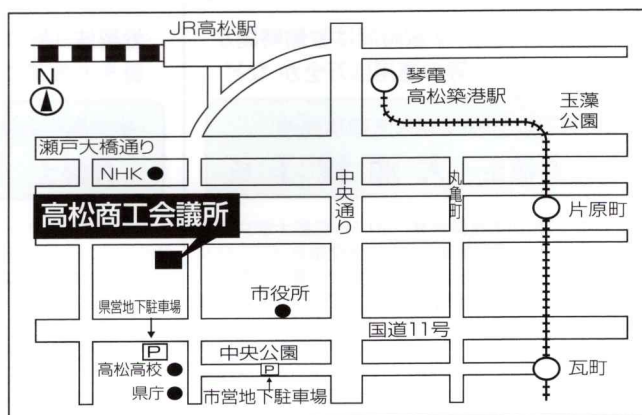 JR高松駅
N
琴電
高松築港駅
玉藻
公園
瀬戸大橋通り
NHK
中央通り
丸亀町
高松商工会議所
片原町
県営地下駐車場
市役所
国道11号
P
中央公園
高松高校
P
瓦町
県庁
市営地下駐車場